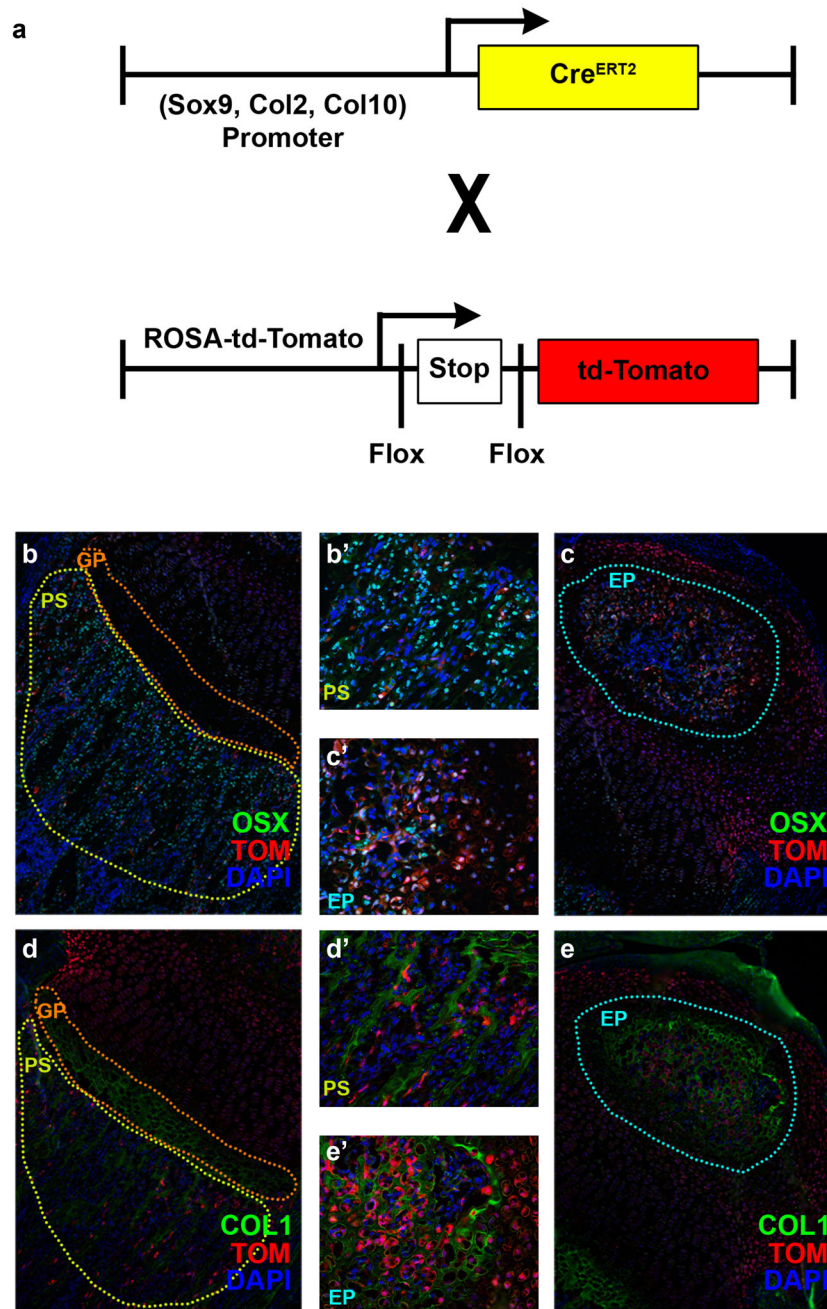 a
Cre^ERT2
(Sox9, Col2, Col10)
Promoter
X
ROSA-td-Tomato
Stop
td-Tomato
Flox
Flox
b
GP
PS
OSX
TOM
DAPI
b'
PS
c'
EP
c
EP
OSX
TOM
DAPI
d
GP
PS
COL1
TOM
DAPI
d'
PS
e'
EP
e
EP
COL1
TOM
DAPI